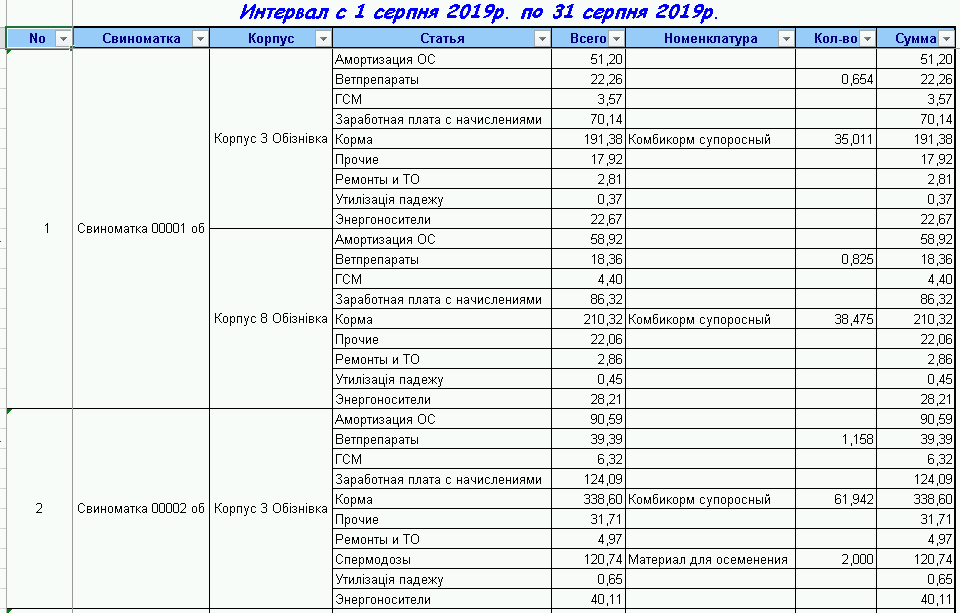 Интервал с 1 серпня 2019р. по 31 серпня 2019р.
No Свиноматка Корпус Статья Всего Номенклатура Кол-во Сумма
1 Свиноматка 00001 об Корпус 3 Обізнівка Амортизация ОС 51,20 51,20
Ветпрепараты 22,26 0,654 22,26
ГСМ 3,57 3,57
Заработная плата с начислениями 70,14 70,14
Корма 191,38 Комбикорм супоросный 35,011 191,38
Прочие 17,92 17,92
Ремонты и ТО 2,81 2,81
Утилізація падежу 0,37 0,37
Энергоносители 22,67 22,67
Корпус 8 Обізнівка Амортизация ОС 58,92 58,92
Ветпрепараты 18,36 0,825 18,36
ГСМ 4,40 4,40
Заработная плата с начислениями 86,32 86,32
Корма 210,32 Комбикорм супоросный 38,475 210,32
Прочие 22,06 22,06
Ремонты и ТО 2,86 2,86
Утилізація падежу 0,45 0,45
Энергоносители 28,21 28,21
2 Свиноматка 00002 об Корпус 3 Обізнівка Амортизация ОС 90,59 90,59
Ветпрепараты 39,39 1,158 39,39
ГСМ 6,32 6,32
Заработная плата с начислениями 124,09 124,09
Корма 338,60 Комбикорм супоросный 61,942 338,60
Прочие 31,71 31,71
Ремонты и ТО 4,97 4,97
Спермодозы 120,74 Материал для осеменения 2,000 120,74
Утилізація падежу 0,65 0,65
Энергоносители 40,11 40,11